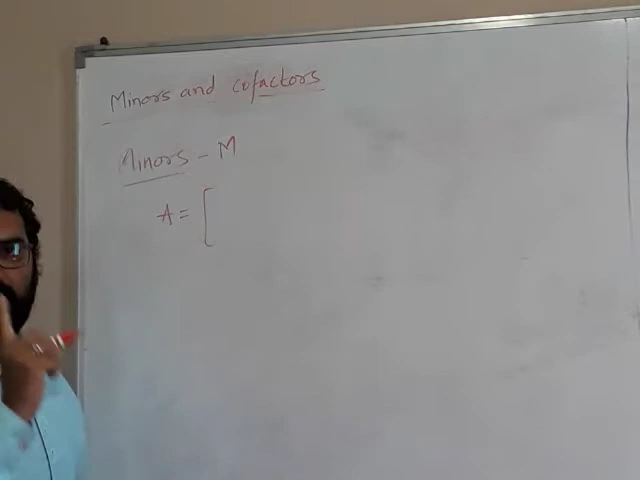 Minors and cofactors
Minors - M
A = [